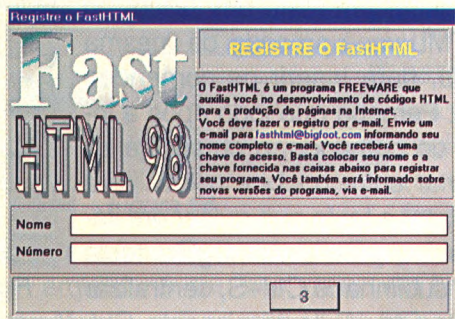 Registre o FastHTML
Fast
HTML 98
REGISTRE O FastHTML
O FastHTML é um programa FREEWARE que
auxilia você no desenvolvimento de códigos HTML
para a produção de páginas na Internet.
Você deve fazer o registro por e-mail. Envie um
e-mail para fasthtml@bigfoot.com informando seu
nome completo e e-mail. Você receberá uma
chave de acesso. Basta colocar seu nome e a
chave fornecida nas caixas abaixo para registrar
seu programa. Você também será informado sobre
novas versões do programa, via e-mail.
Nome
Número
3